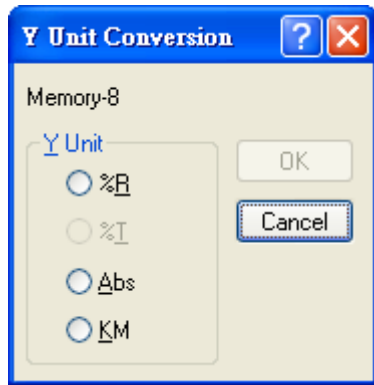 Y Unit Conversion
Memory-8
Y Unit
%R
%T
Abs
KM
OK
Cancel